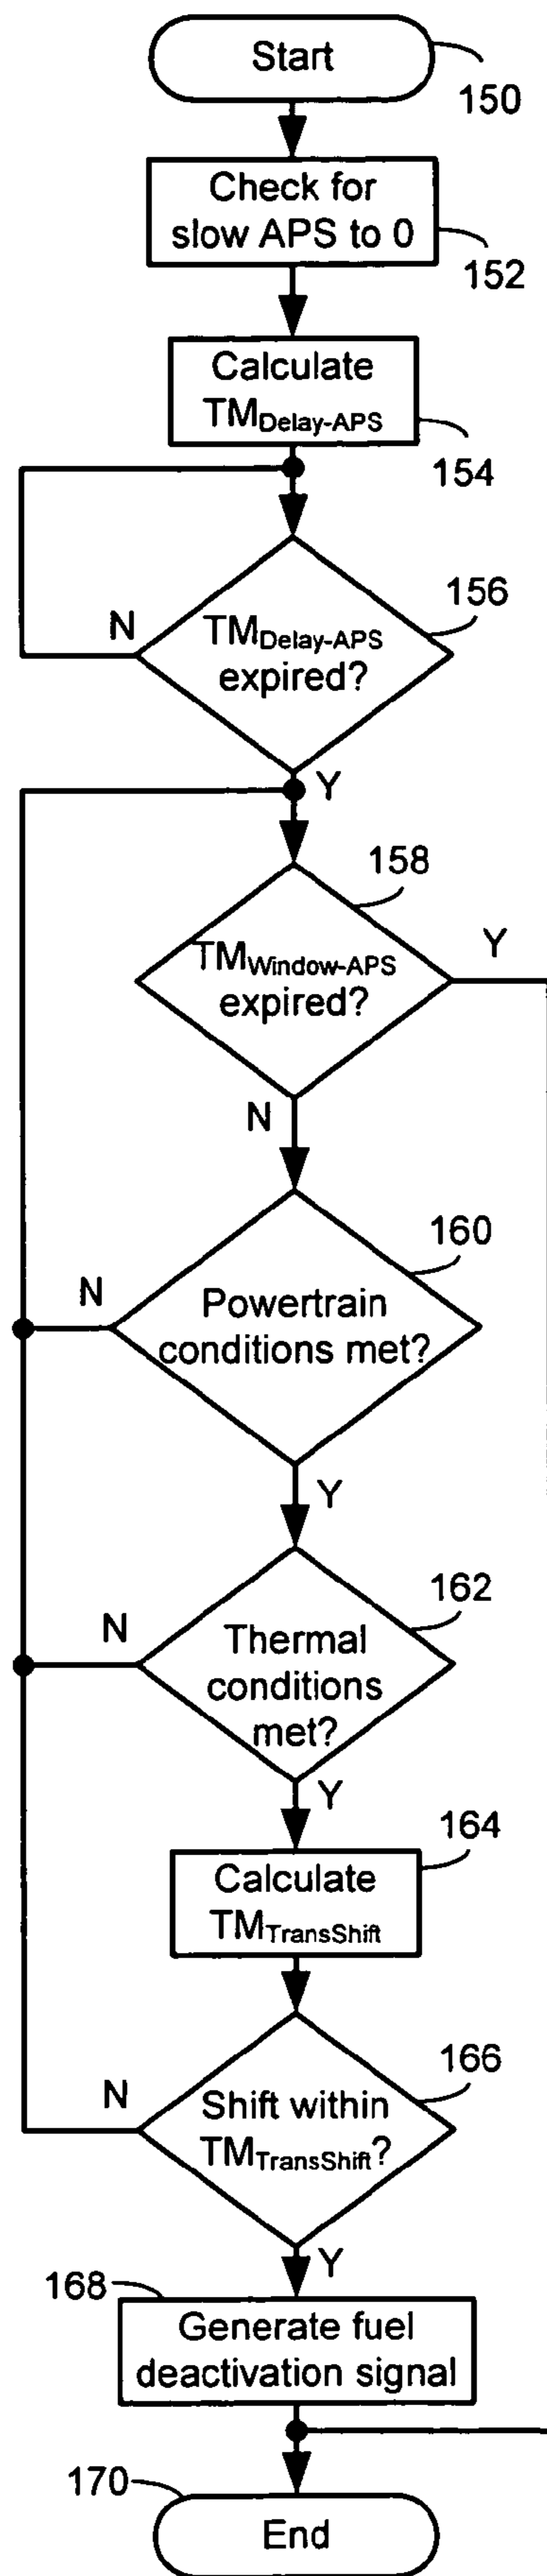 Start
150
Check for
slow APS to 0
152
Calculate
TMDelay-APS
154
156
N
TMDelay-APS
expired?
Y
158
Y
TMWindow-APS
expired?
N
160
N
Powertrain
conditions met?
Y
162
N
Thermal
conditions
met?
Y
164
Calculate
TMTransShift
166
N
Shift within
TMTransShift?
Y
168
Generate fuel
deactivation signal
170
End